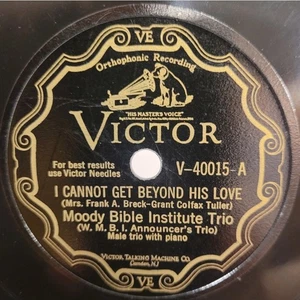 VE
Orthophonic Recording
"HIS MASTER'S VOICE"
VICTOR
For best results
use Victor Needles
V-40015-A
I CANNOT GET BEYOND HIS LOVE
(Mrs. Frank A. Breck-Grant Colfax Tuller)
Moody Bible Institute Trio
(W. M. B. I. Announcer's Trio)
Male trio with piano
VICTOR TALKING MACHINE CO.
Camden, N.J.
VE